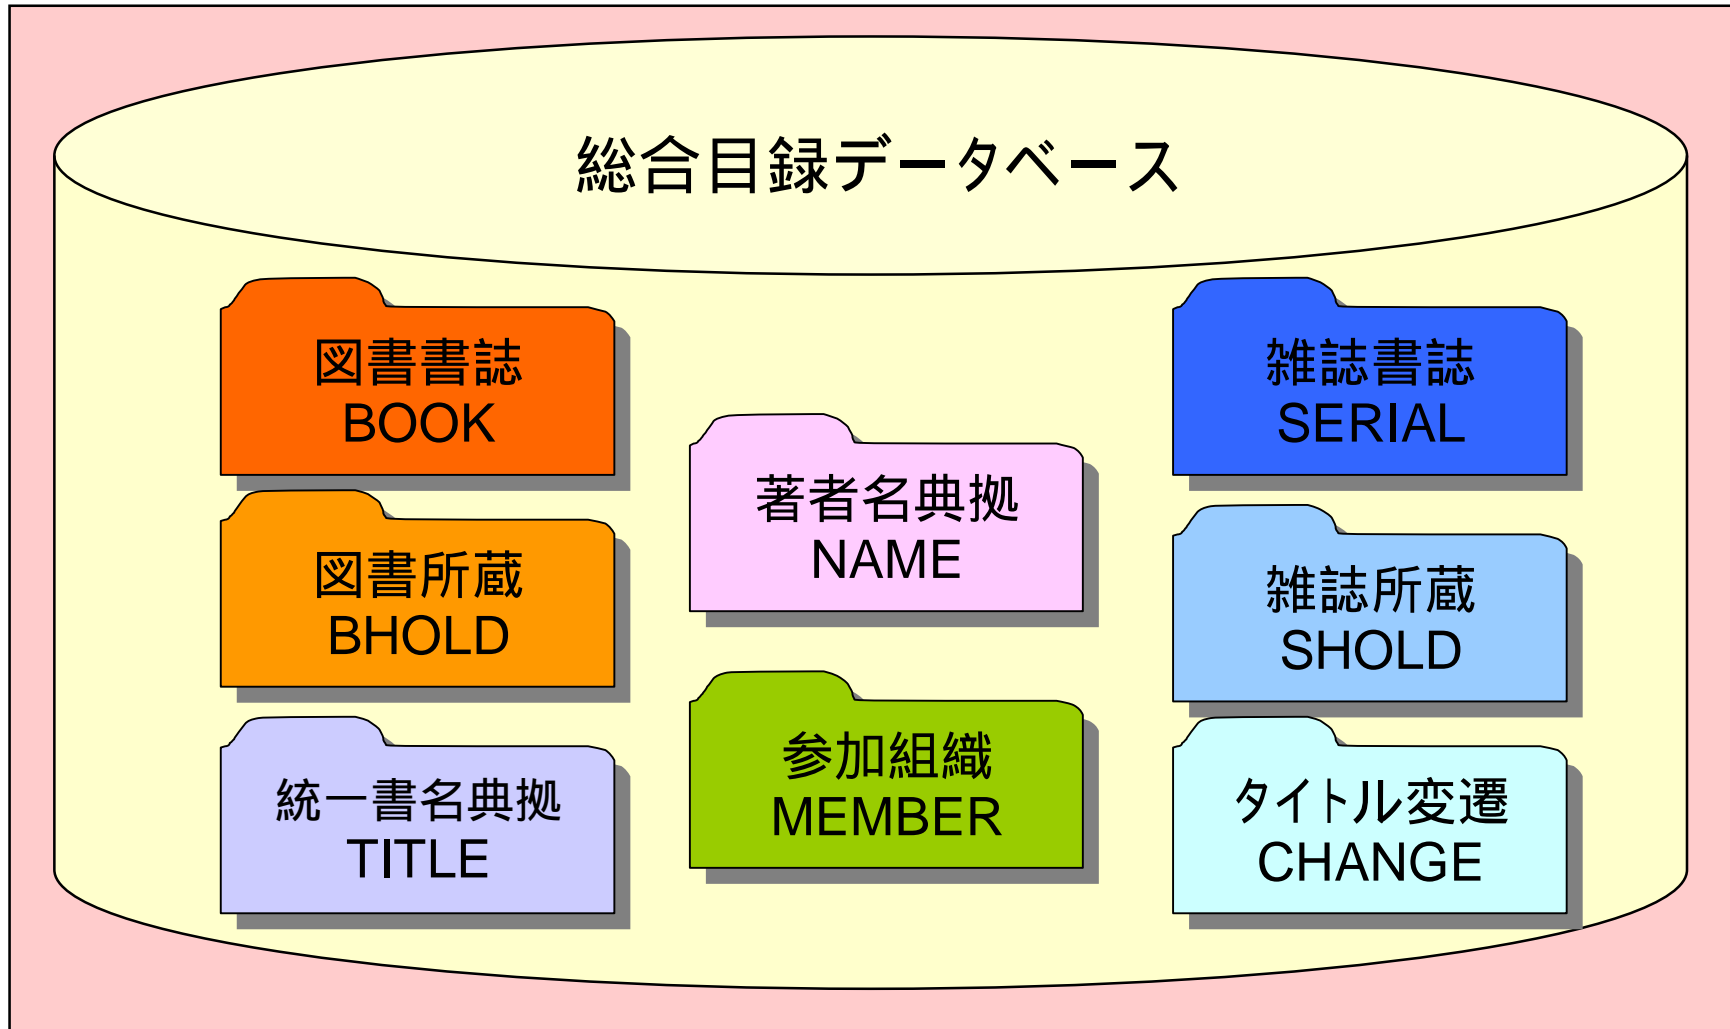 総合目録データベース
図書書誌
BOOK
図書所蔵
BHOLD
統一書名典拠
TITLE
著者名典拠
NAME
参加組織
MEMBER
雑誌書誌
SERIAL
雑誌所蔵
SHOLD
タイトル変遷
CHANGE